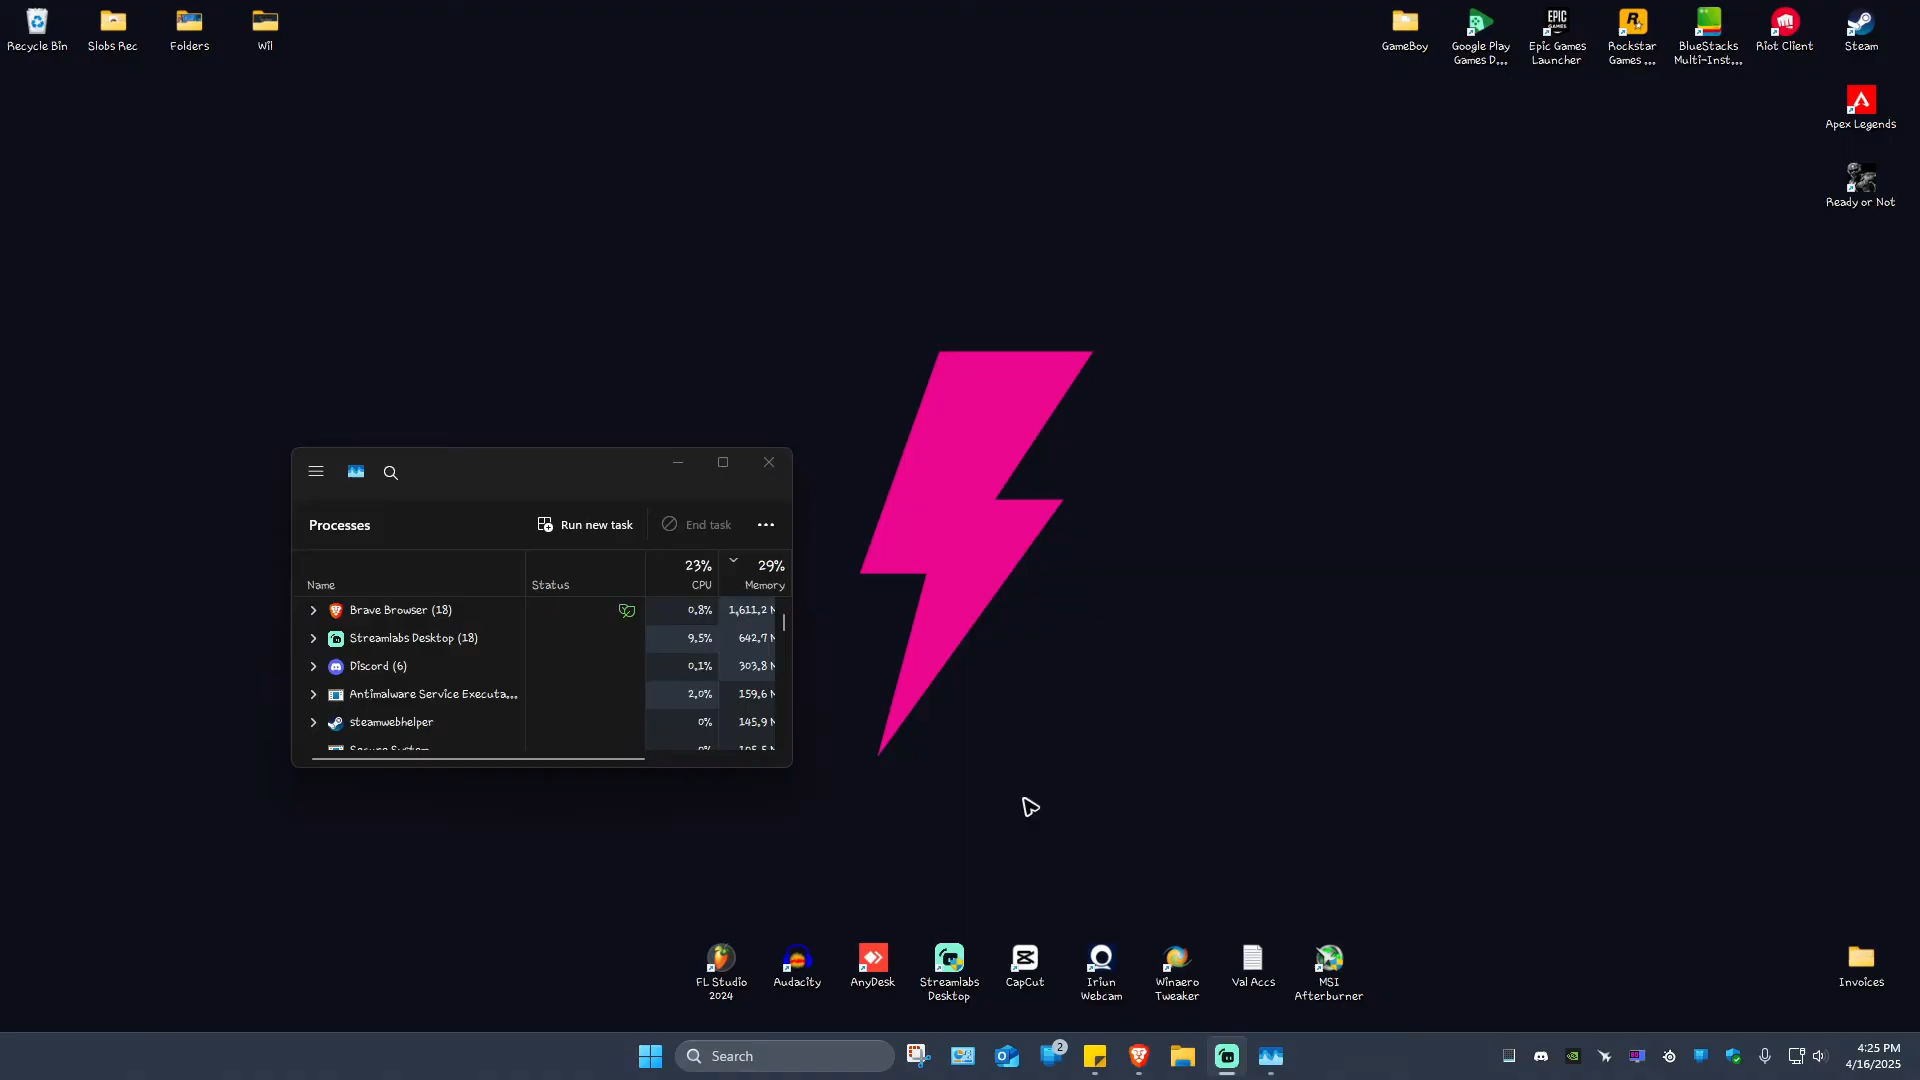 Recycle Bin
Slobs Rec
Folders
Wil
GameBoy
Google Play
Games D...
Epic Games
Launcher
Rockstar
Games ...
BlueStacks
Multi-Inst...
Riot Client
Steam
Apex Legends
Ready or Not
Processes
Run new task
End task
Name
Status
23%
CPU
29%
Memory
Brave Browser (18)
0,8%
1,611,2 M
Streamlabs Desktop (18)
9,5%
642,7 M
Discord (6)
0,1%
303,8 M
Antimalware Service Executa...
2,0%
159,6 M
steamwebhelper
0%
145,9 M
Secure System
0%
FL Studio
2024
Audacity
AnyDesk
Streamlabs
Desktop
CapCut
Iriun
Webcam
Winaero
Tweaker
Val Accs
MSI
Afterburner
Invoices
Search
2
4:25 PM
4/16/2025